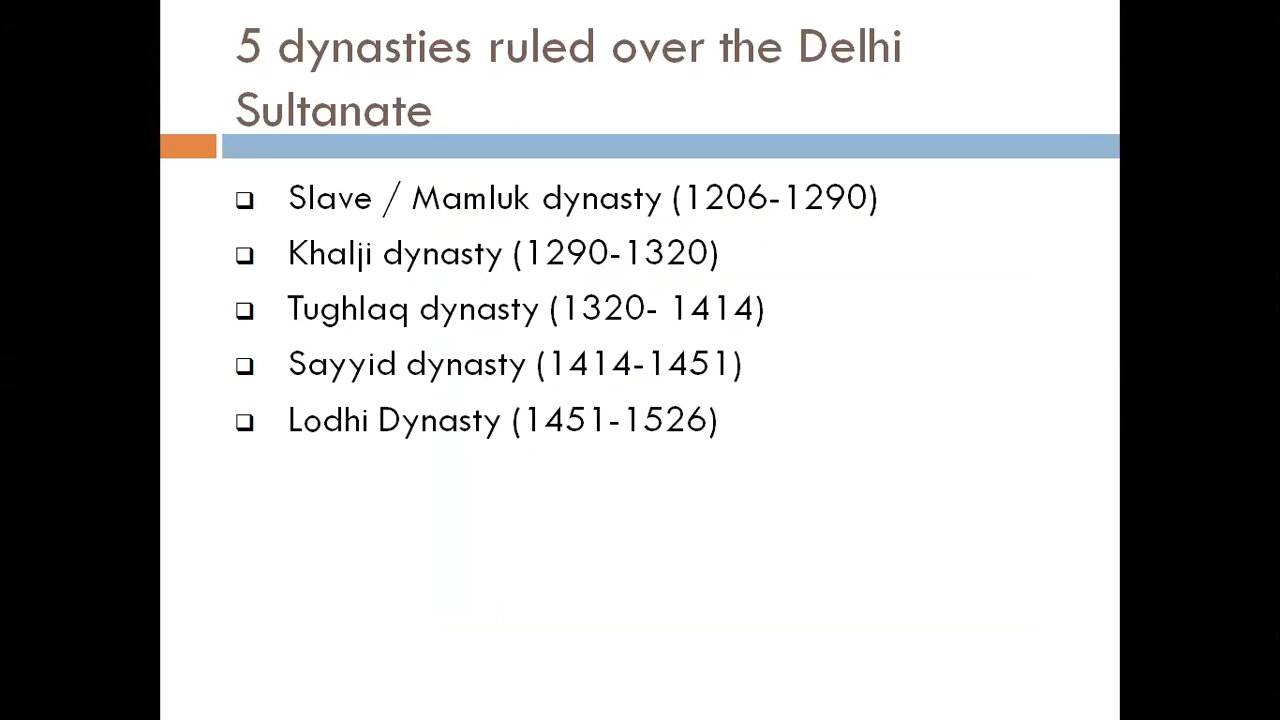 5 dynasties ruled over the Delhi
Sultanate
Slave / Mamluk dynasty (1206-1290)
Khalji dynasty (1290-1320)
Tughlaq dynasty (1320- 1414)
Sayyid dynasty (1414-1451)
Lodhi Dynasty (1451-1526)